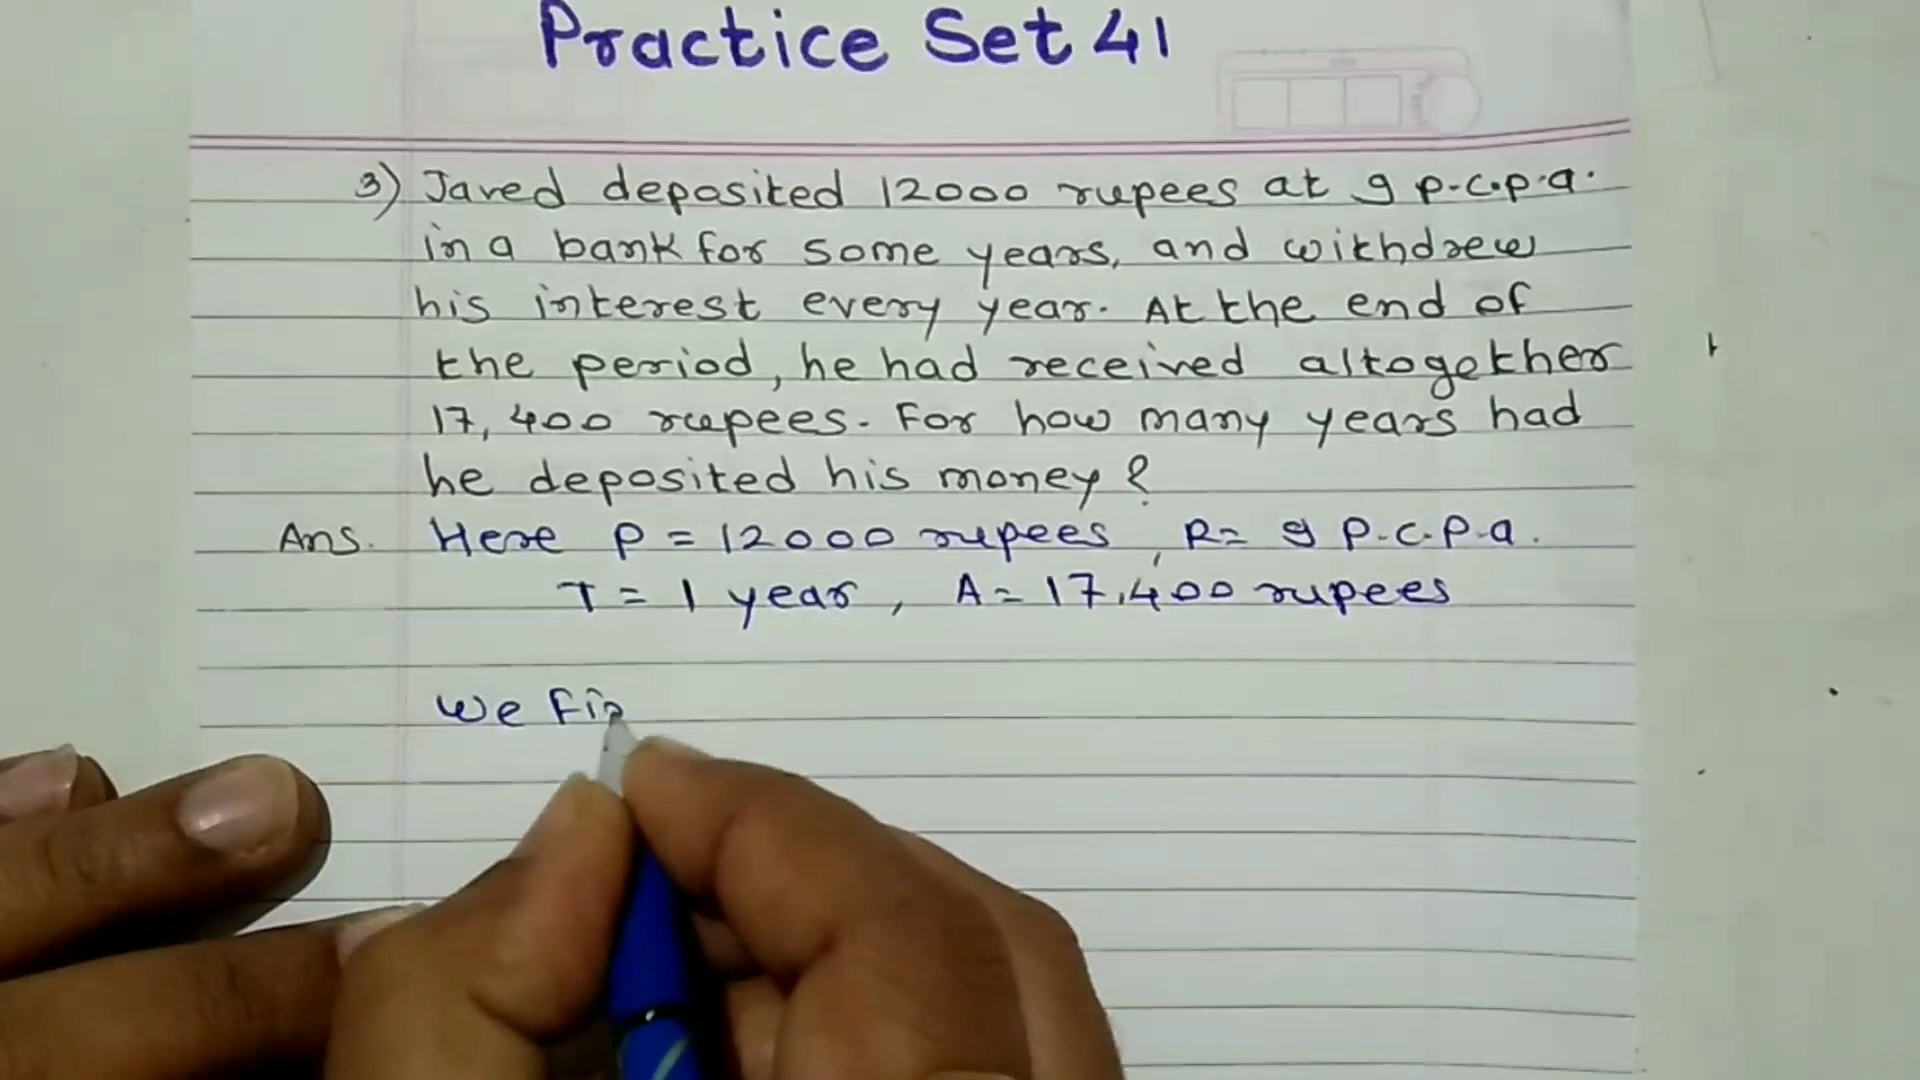 Practice Set 41
3) Javed deposited 12000 rupees at 9 p.c.p.a.
in a bank for some years, and withdrew
his interest every year. At the end of
the period, he had received altogether
17,400 rupees. For how many years had
he deposited his money?
Ans. Here P = 12000 rupees, R = 9 P.C.P.a.
T = 1 year, A = 17,400 rupees
We Fin